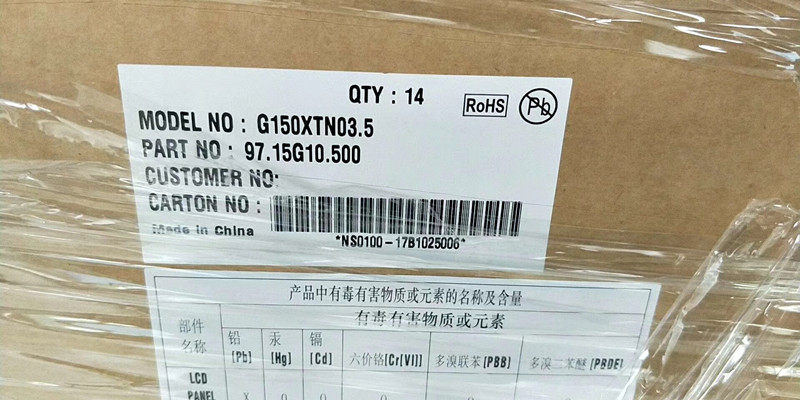 QTY : 14
RoHS
Pb
MODEL NO : G150XTN03.5
PART NO : 97.15G10.500
CUSTOMER NO:
CARTON NO :
*NS0100-17B1025006*
Made in China
产品中有毒有害物质或元素的名称及含量
有毒有害物质或元素
部件
名称
铅
[Pb]
汞
[Hg]
镉
[Cd]
六价铬[Cr[VI]]
多溴联苯[PBB]
多溴二苯醚[PBDE]
LCD
PANEL
X